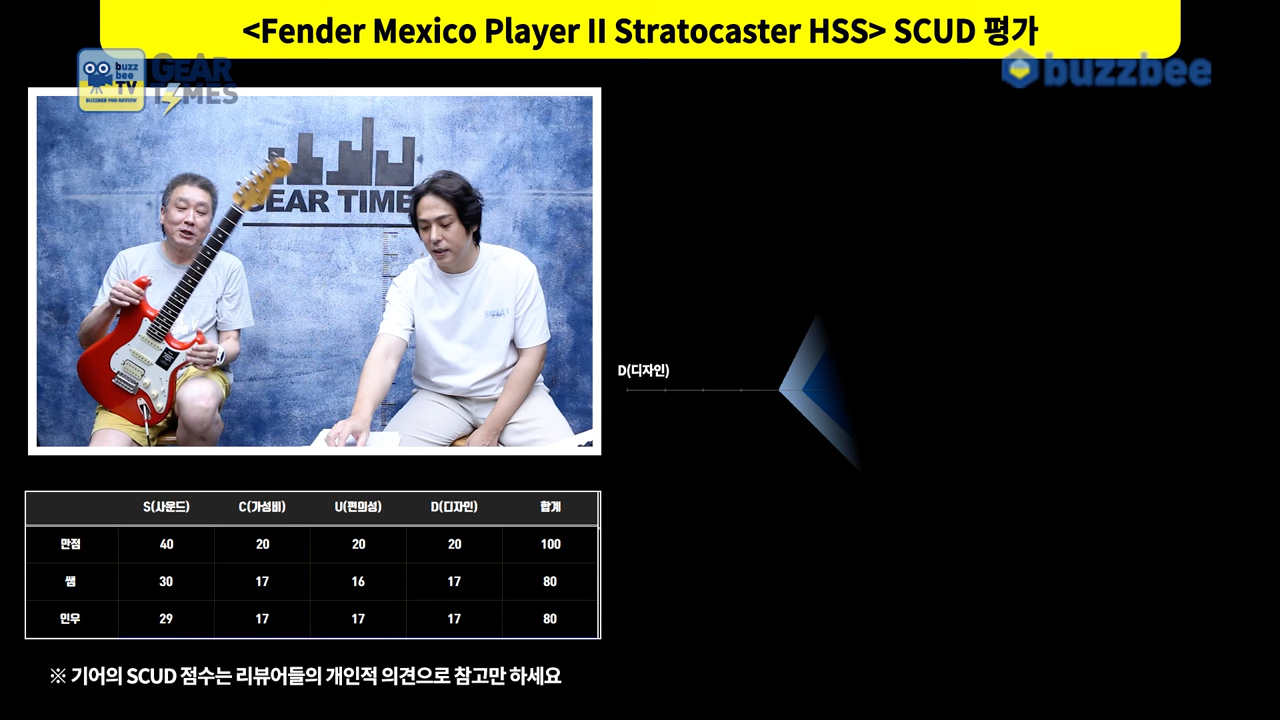 <Fender Mexico Player II Stratocaster HSS> SCUD 평가
buzz
bee
TV
BUZZBEE YOU REVIEW
GEAR
TIMES
buzzbee
GEAR TIME
D(디자인)
S(사운드) C(가성비) U(편의성) D(디자인) 합계
만점 40 20 20 20 100
쌤 30 17 16 17 80
민우 29 17 17 17 80
※ 기어의 SCUD 점수는 리뷰어들의 개인적 의견으로 참고만 하세요